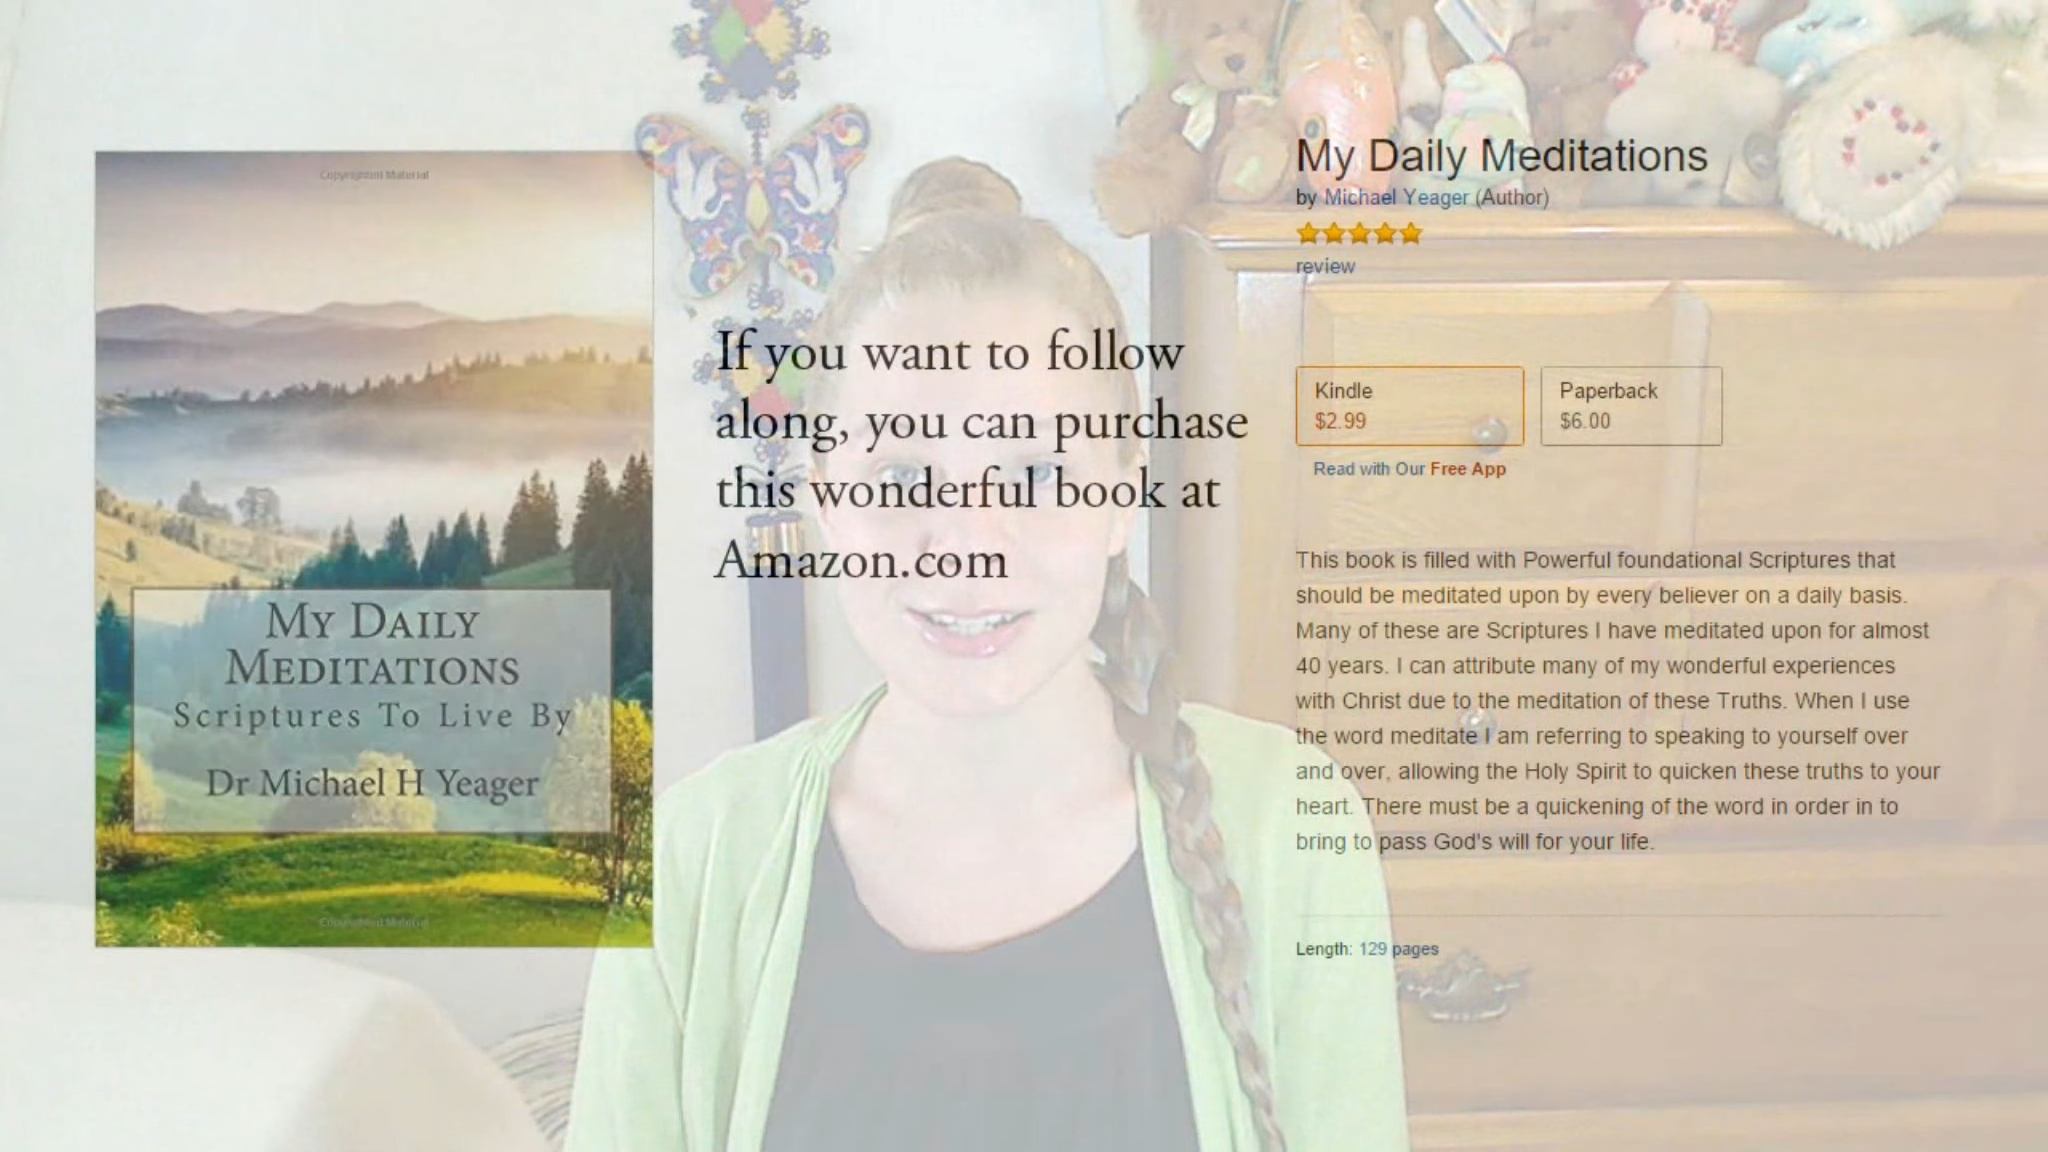 Copyrighted Material
My Daily
Meditations
Scriptures To Live By
Dr Michael H Yeager
Copyrighted Material
If you want to follow
along, you can purchase
this wonderful book at
Amazon.com
My Daily Meditations
by Michael Yeager (Author)
review
Kindle
$2.99
Paperback
$6.00
Read with Our Free App
This book is filled with Powerful foundational Scriptures that
should be meditated upon by every believer on a daily basis.
Many of these are Scriptures I have meditated upon for almost
40 years. I can attribute many of my wonderful experiences
with Christ due to the meditation of these Truths. When I use
the word meditate I am referring to speaking to yourself over
and over, allowing the Holy Spirit to quicken these truths to your
heart. There must be a quickening of the word in order in to
bring to pass God's will for your life.
Length: 129 pages